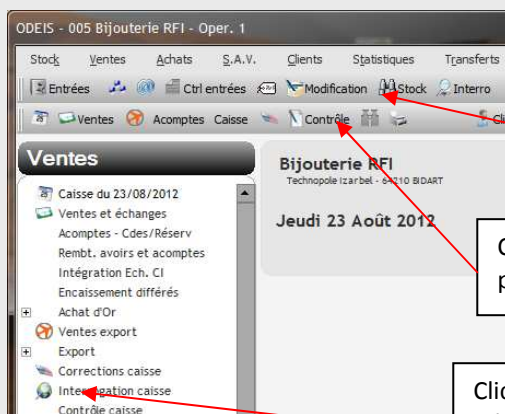 ODEIS - 005 Bijouterie RFI - Oper. 1
Stock Ventes Achats S.A.V. Clients Statistiques Transferts
Entrées Ctrl entrées Modification Stock Interro
Ventes Acomptes Caisse Contrôle Cli
Ventes
Caisse du 23/08/2012
Ventes et échanges
Acomptes - Cdes/Réserv
Rembt. avoirs et acomptes
Intégration Ech. CI
Encaissement différés
Achat d'Or
Ventes export
Export
Corrections caisse
Interrogation caisse
Contrôle caisse
Bijouterie RFI
Technopole Izarbel - 64210 BIDART
Jeudi 23 Août 2012
C
p
Clic